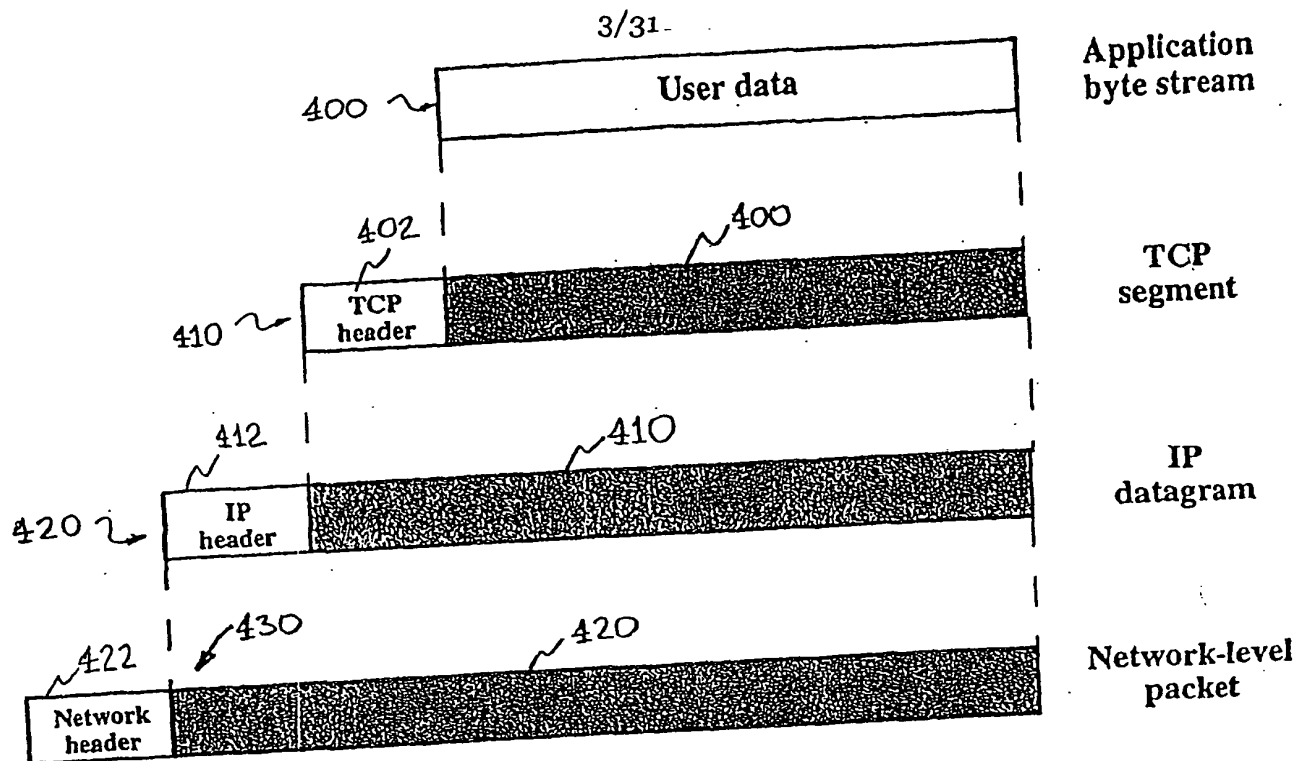 3/31
400
User data
Application
byte stream
402
400
410
TCP
header
TCP
segment
412
410
420
IP
header
IP
datagram
422
430
420
Network
header
Network-level
packet